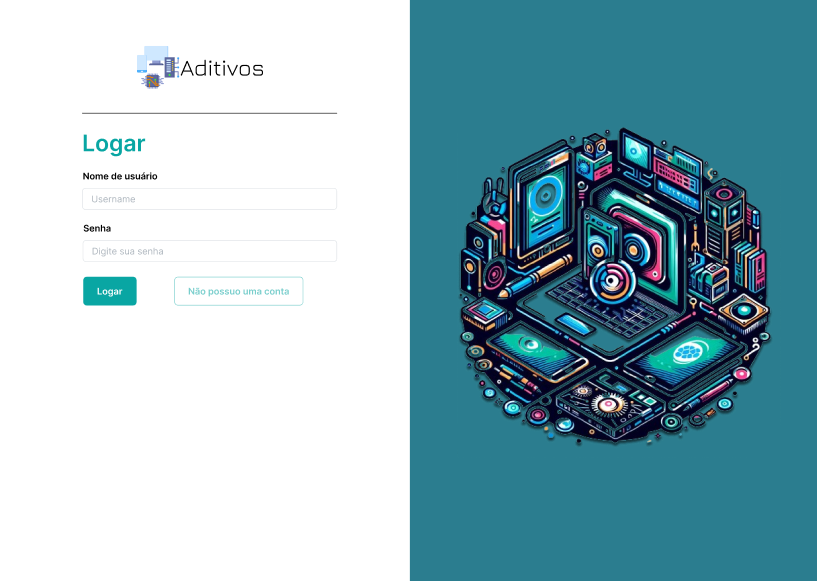 Aditivos
Logar
Nome de usuário
Username
Senha
Digite sua senha
Logar
Não possuo uma conta